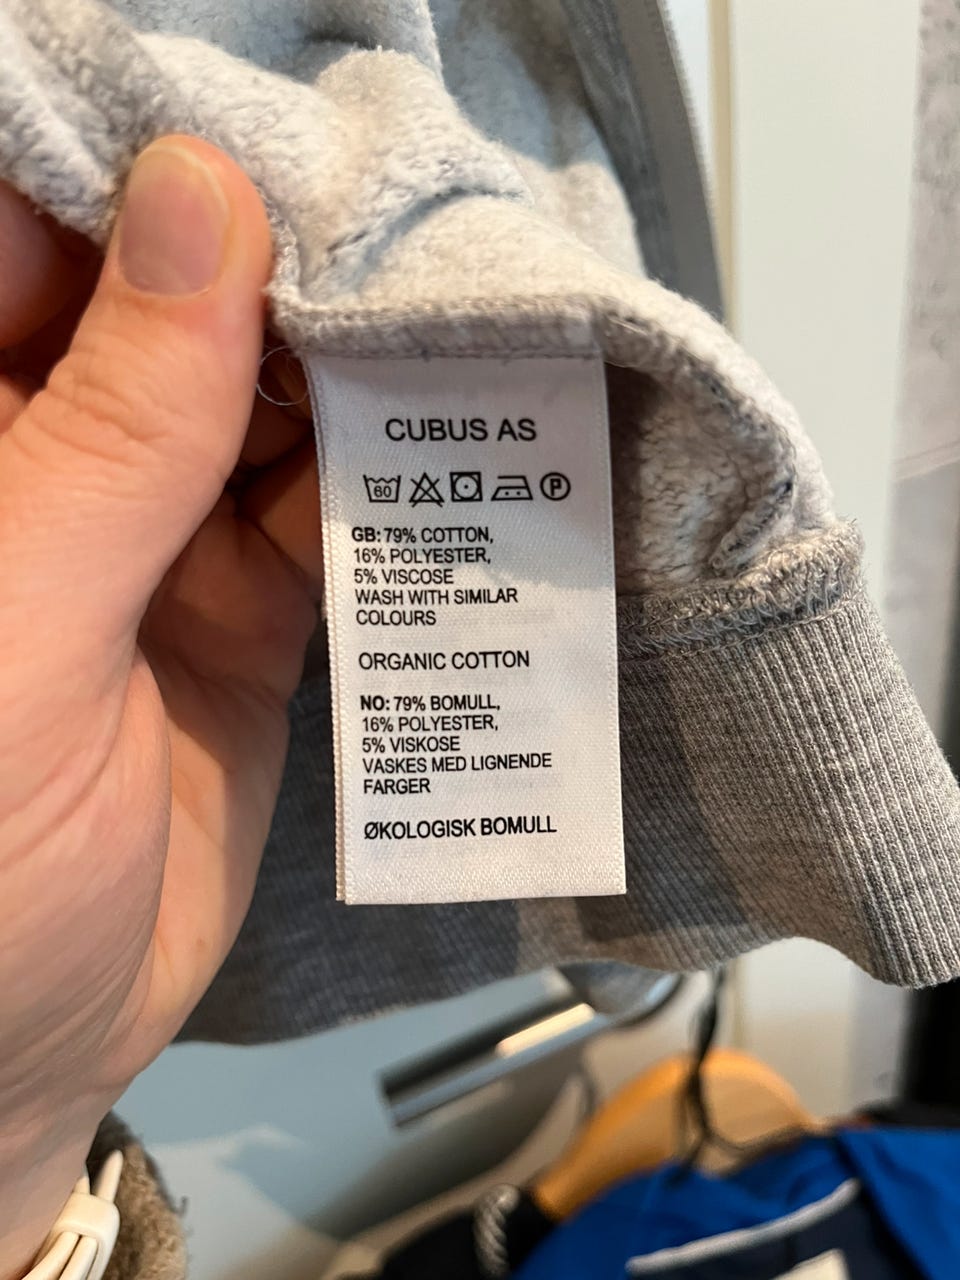 CUBUS AS
60 P
GB: 79% COTTON,
16% POLYESTER,
5% VISCOSE
WASH WITH SIMILAR
COLOURS
ORGANIC COTTON
NO: 79% BOMULL,
16% POLYESTER,
5% VISKOSE
VASKES MED LIGNENDE
FARGER
ØKOLOGISK BOMULL